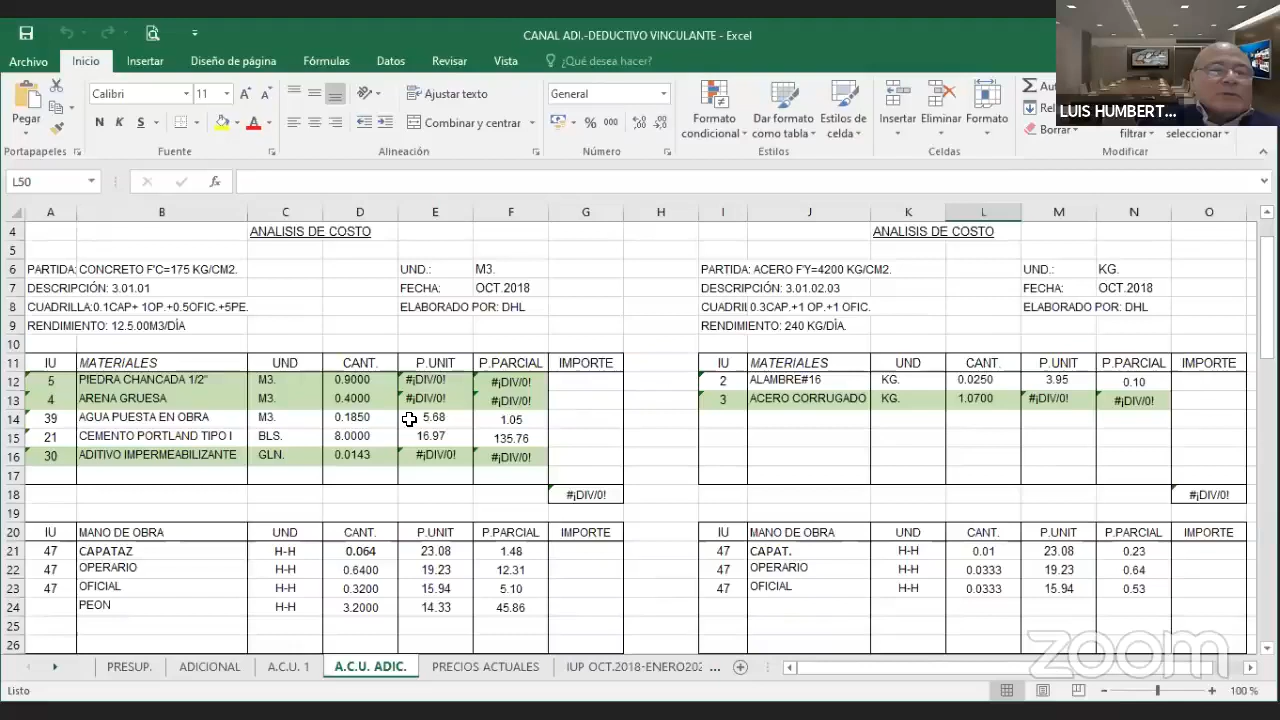 CANAL ADI.-DEDUCTIVO VINCULANTE - Excel
LUIS HUMBERT...
Archivo Inicio Insertar Diseño de página Fórmulas Datos Revisar Vista ¿Qué desea hacer?
Pegar
Calibri 11
N K S
Ajustar texto
Combinar y centrar
General
% 000
Formato condicional
Dar formato como tabla
Estilos de celda
Insertar Eliminar Formato
Borrar
filtrar
seleccionar
Portapapeles Fuente Alineación Número Estilos Celdas Modificar
L50 fx
A B C D E F G H I J K L M N O
4 ANALISIS DE COSTO ANALISIS DE COSTO
5
6 PARTIDA: CONCRETO F'C=175 KG/CM2. UND.: M3. PARTIDA: ACERO F'Y=4200 KG/CM2. UND.: KG.
7 DESCRIPCIÓN: 3.01.01 FECHA: OCT.2018 DESCRIPCIÓN: 3.01.02.03 FECHA: OCT.2018
8 CUADRILLA:0.1CAP+ 1OP.+0.5OFIC.+5PE. ELABORADO POR: DHL CUADRIL 0.3CAP.+1 OP.+1 OFIC. ELABORADO POR: DHL
9 RENDIMIENTO: 12.5.00M3/DÍA RENDIMIENTO: 240 KG/DÍA.
10
11 IU MATERIALES UND CANT. P.UNIT P.PARCIAL IMPORTE IU MATERIALES UND CANT. P.UNIT P.PARCIAL IMPORTE
12 5 PIEDRA CHANCADA 1/2" M3. 0.9000 #¡DIV/0! #¡DIV/0! 2 ALAMBRE#16 KG. 0.0250 3.95 0.10
13 4 ARENA GRUESA M3. 0.4000 #¡DIV/0! #¡DIV/0! 3 ACERO CORRUGADO KG. 1.0700 #¡DIV/0! #¡DIV/0!
14 39 AGUA PUESTA EN OBRA M3. 0.1850 5.68 1.05
15 21 CEMENTO PORTLAND TIPO I BLS. 8.0000 16.97 135.76
16 30 ADITIVO IMPERMEABILIZANTE GLN. 0.0143 #¡DIV/0! #¡DIV/0!
17
18 #¡DIV/0! #¡DIV/0!
19
20 IU MANO DE OBRA UND CANT. P.UNIT P.PARCIAL IMPORTE IU MANO DE OBRA UND CANT. P.UNIT P.PARCIAL IMPORTE
21 47 CAPATAZ H-H 0.064 23.08 1.48 47 CAPAT. H-H 0.01 23.08 0.23
22 47 OPERARIO H-H 0.6400 19.23 12.31 47 OPERARIO H-H 0.0333 19.23 0.64
23 47 OFICIAL H-H 0.3200 15.94 5.10 47 OFICIAL H-H 0.0333 15.94 0.53
24 PEON H-H 3.2000 14.33 45.86
25
26
zoom
PRESUP. ADICIONAL A.C.U. 1 A.C.U. ADIC. PRECIOS ACTUALES IUP OCT.2018-ENERO202 ...
Listo 100 %